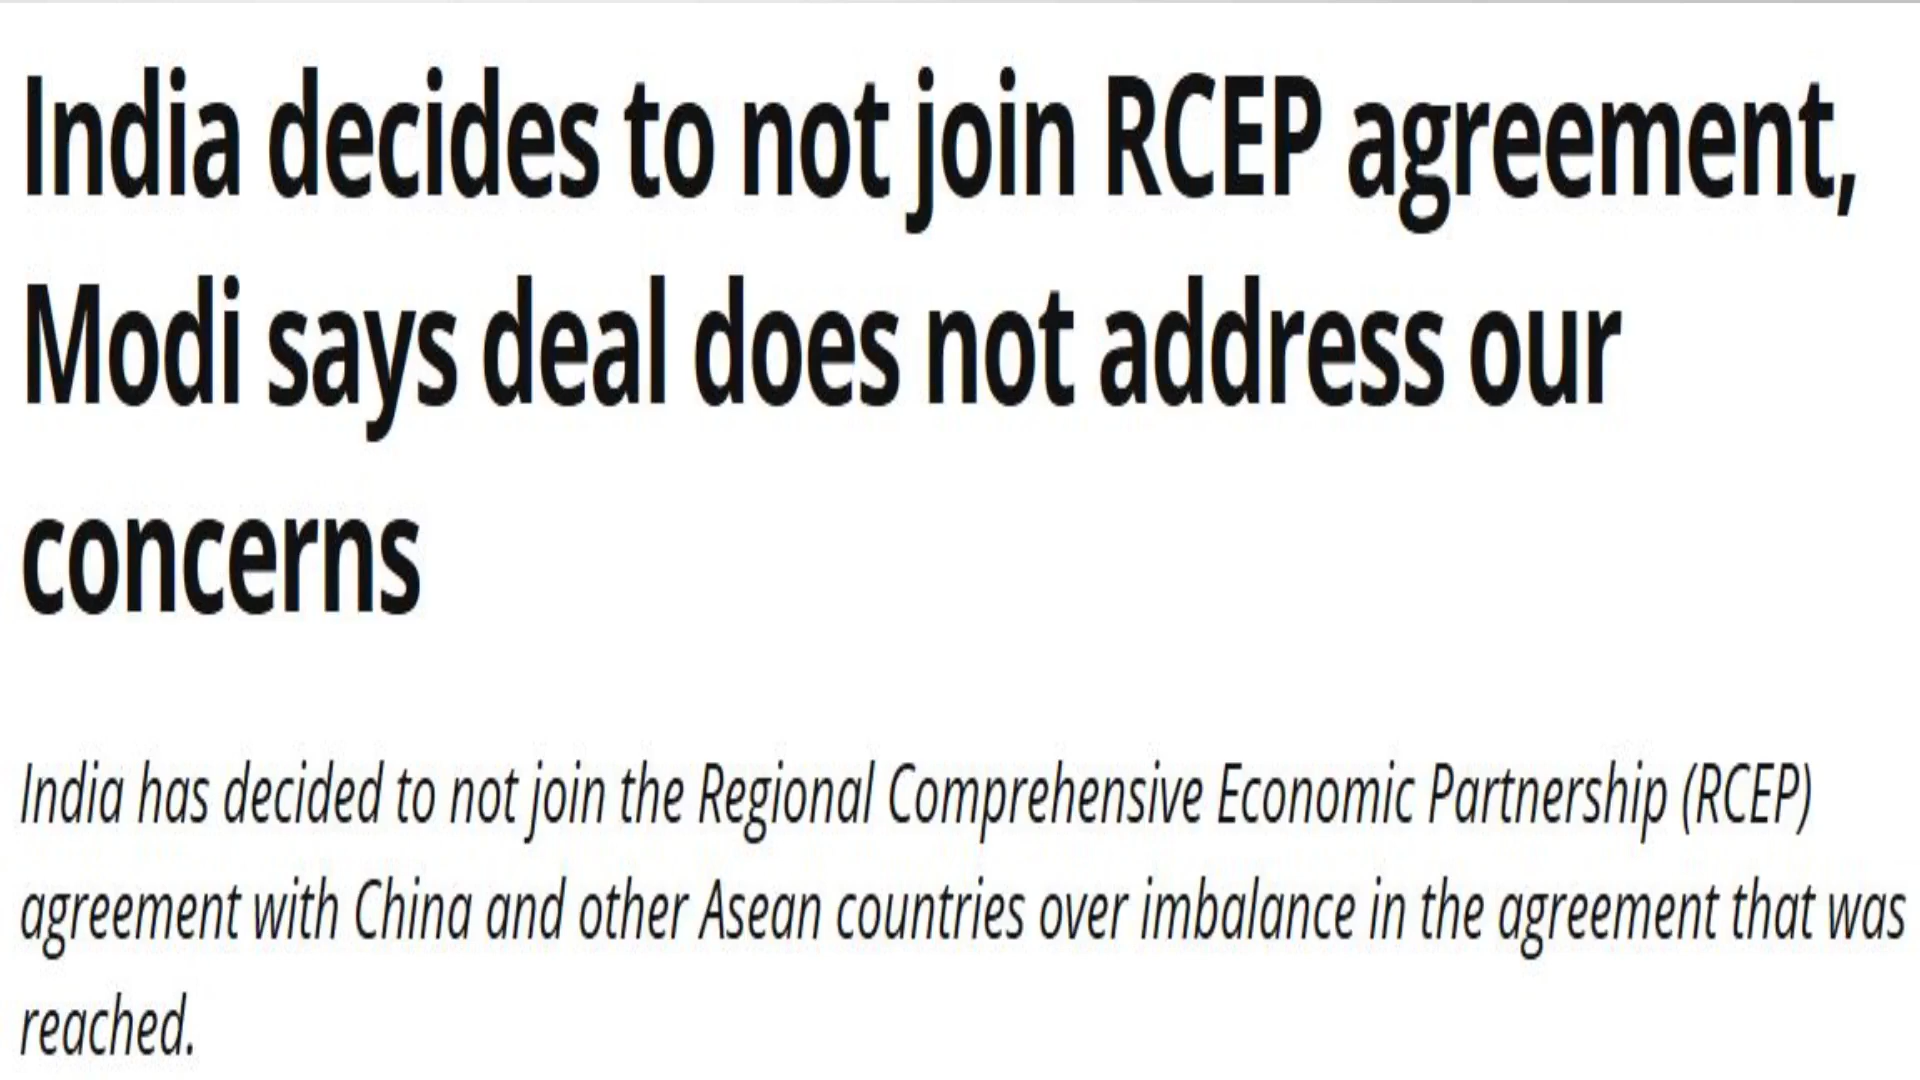 India decides to not join RCEP agreement,
Modi says deal does not address our
concerns
India has decided to not join the Regional Comprehensive Economic Partnership (RCEP)
agreement with China and other Asean countries over imbalance in the agreement that was
reached.